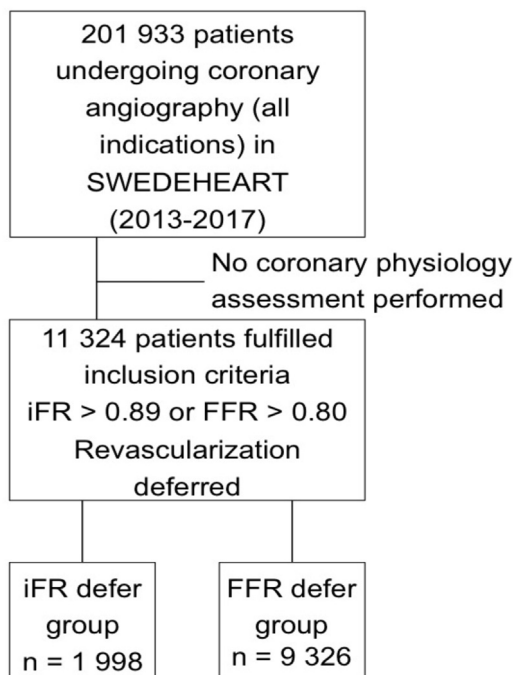 201 933 patients
undergoing coronary
angiography (all
indications) in
SWEDEHEART
(2013-2017)
No coronary physiology
assessment performed
11 324 patients fulfilled
inclusion criteria
iFR > 0.89 or FFR > 0.80
Revascularization
deferred
iFR defer
group
n = 1 998
FFR defer
group
n = 9 326